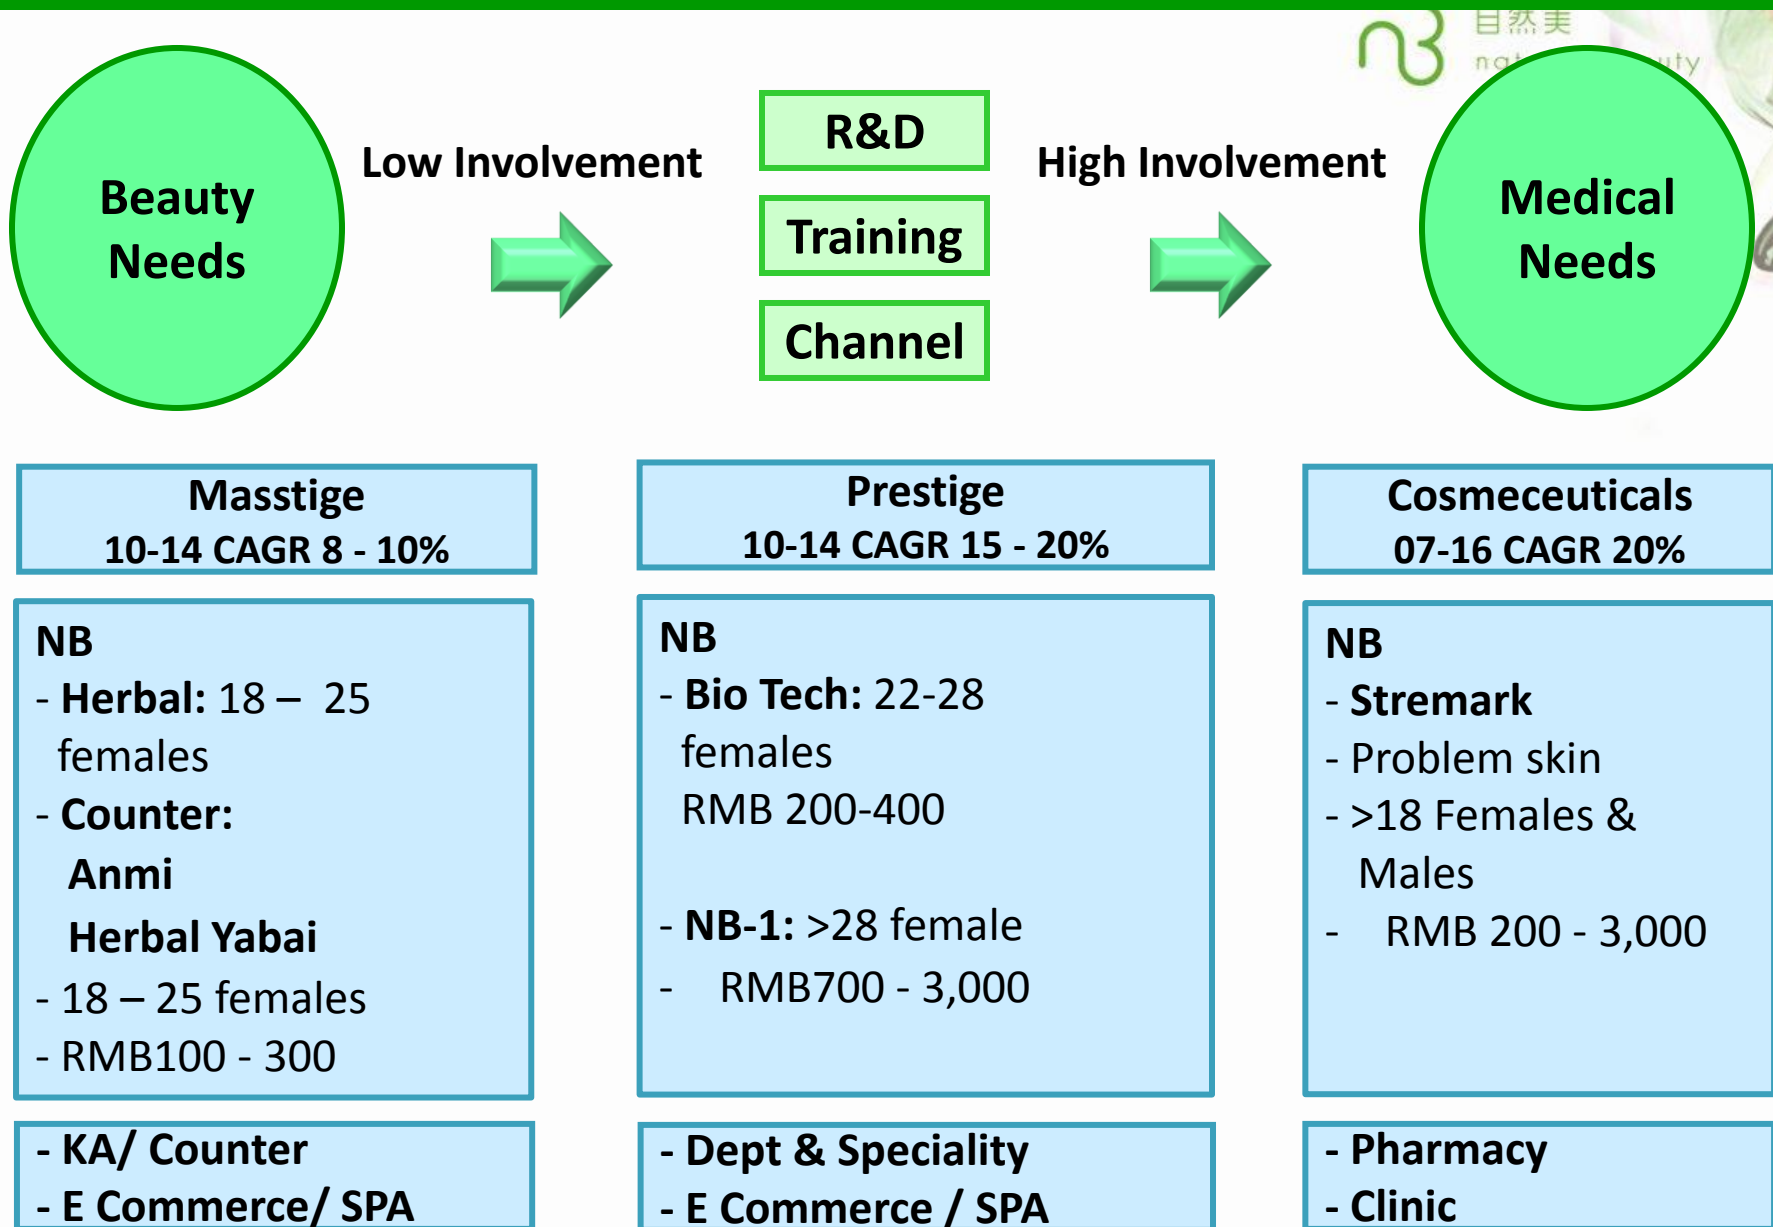 自然美
Beauty
Needs
Low Involvement
R&D
Training
Channel
High Involvement
Medical
Needs
Masstige
10-14 CAGR 8 - 10%
Prestige
10-14 CAGR 15 - 20%
Cosmeceuticals
07-16 CAGR 20%
NB
- Herbal: 18 – 25
females
- Counter:
Anmi
Herbal Yabai
- 18 – 25 females
- RMB100 - 300
NB
- Bio Tech: 22-28
females
RMB 200-400
- NB-1: >28 female
- RMB700 - 3,000
NB
- Stremark
- Problem skin
- >18 Females &
Males
- RMB 200 - 3,000
- KA/ Counter
- E Commerce/ SPA
- Dept & Speciality
- E Commerce / SPA
- Pharmacy
- Clinic